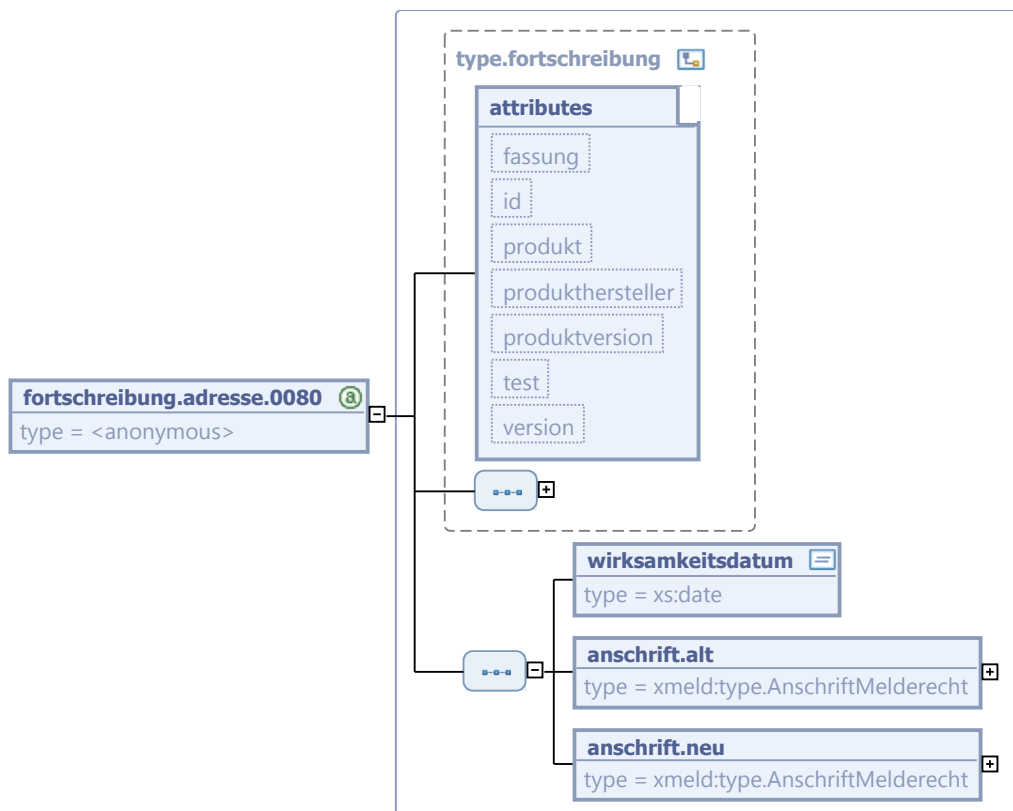 type.fortschreibung
attributes
fassung
id
produkt
produkthersteller
produktversion
test
version
fortschreibung.adresse.0080
type = <anonymous>
wirksamkeitsdatum
type = xs:date
anschrift.alt
type = xmeld:type.AnschriftMelderecht
anschrift.neu
type = xmeld:type.AnschriftMelderecht